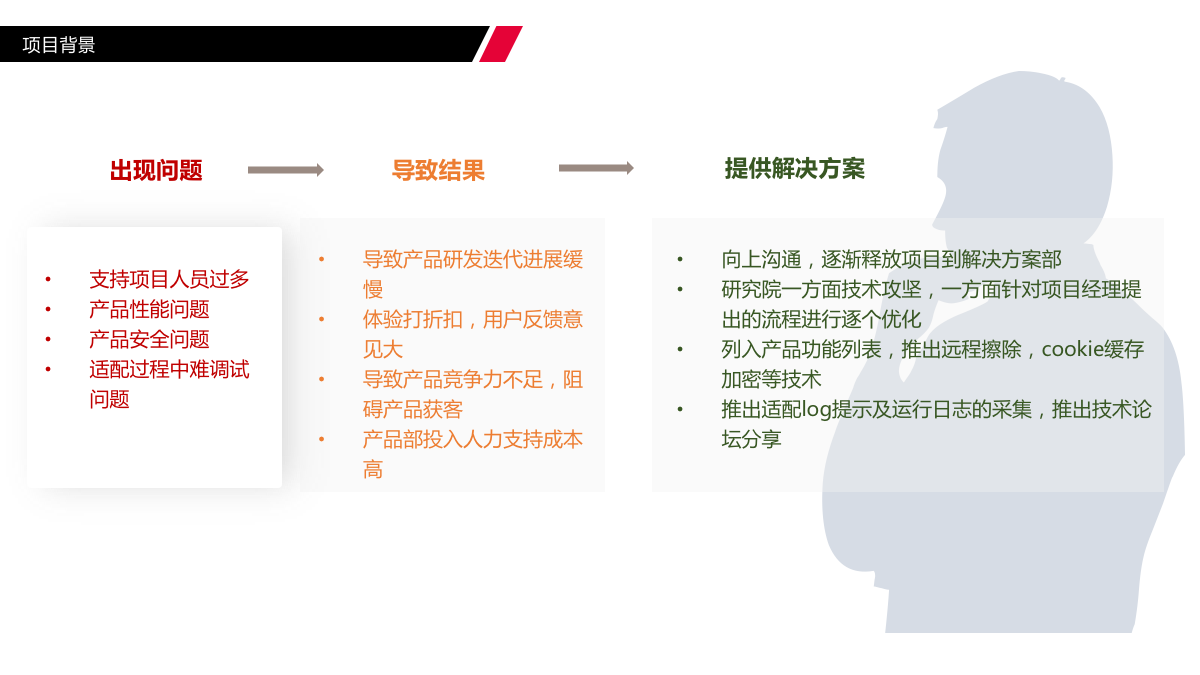 项目背景
出现问题
导致结果
提供解决方案
• 支持项目人员过多
• 产品性能问题
• 产品安全问题
• 适配过程中难调试
问题
• 导致产品研发迭代进展缓
慢
• 体验打折扣，用户反馈意
见大
• 导致产品竞争力不足，阻
碍产品获客
• 产品部投入人力支持成本
高
• 向上沟通，逐渐释放项目到解决方案部
• 研究院一方面技术攻坚，一方面针对项目经理提
出的流程进行逐个优化
• 列入产品功能列表，推出远程擦除，cookie缓存
加密等技术
• 推出适配log提示及运行日志的采集，推出技术论
坛分享